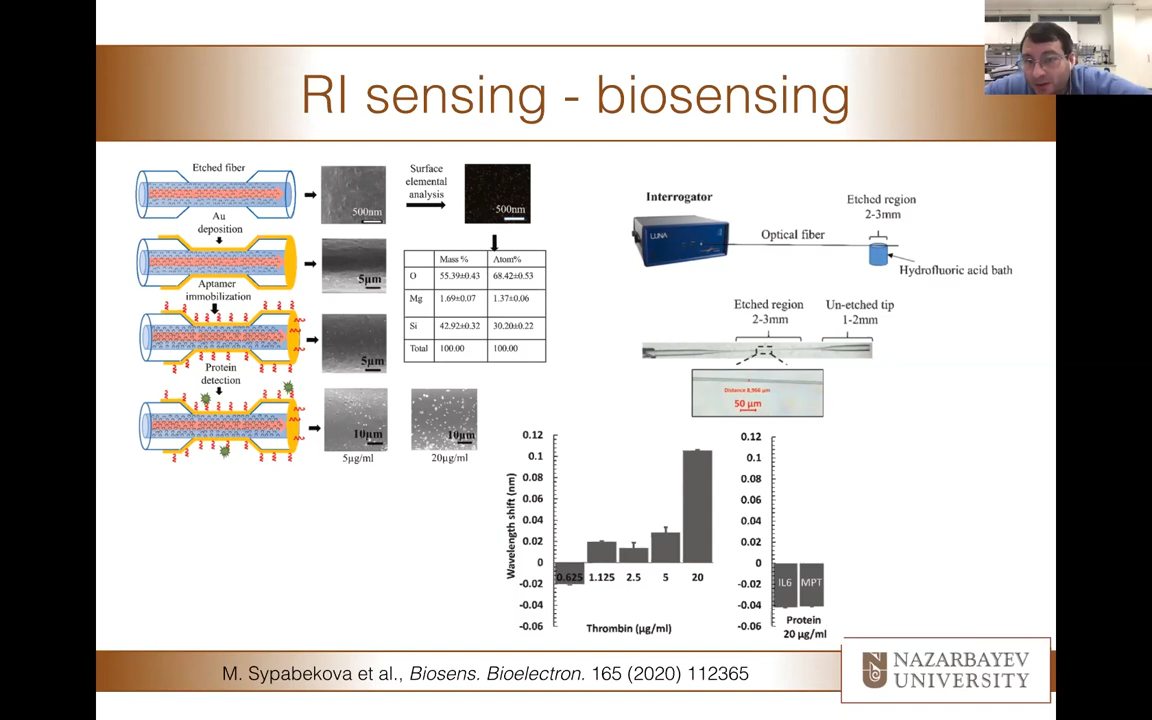 RI sensing - biosensing
Etched fiber
Au
deposition
Aptamer
immobilization
Protein
detection
500nm
5µm
5µm
10µm
5µg/ml
10µm
20µg/ml
Surface
elemental
analysis
500nm
Mass % Atom%
O 55.39±0.43 68.42±0.53
Mg 1.69±0.07 1.37±0.06
Si 42.92±0.32 30.20±0.22
Total 100.00 100.00
Interrogator
LUNA
Optical fiber
Etched region
2-3mm
Hydrofluoric acid bath
Etched region
2-3mm
Un-etched tip
1-2mm
Distance 8,966 µm
50 µm
Wavelength shift (nm)
0.12
0.1
0.08
0.06
0.04
0.02
0
-0.02
-0.04
-0.06
0.625 1.125 2.5 5 20
Thrombin (µg/ml)
0.12
0.1
0.08
0.06
0.04
0.02
0
-0.02
-0.04
-0.06
IL6 MPT
Protein
20 µg/ml
M. Sypabekova et al., Biosens. Bioelectron. 165 (2020) 112365
NAZARBAYEV
UNIVERSITY